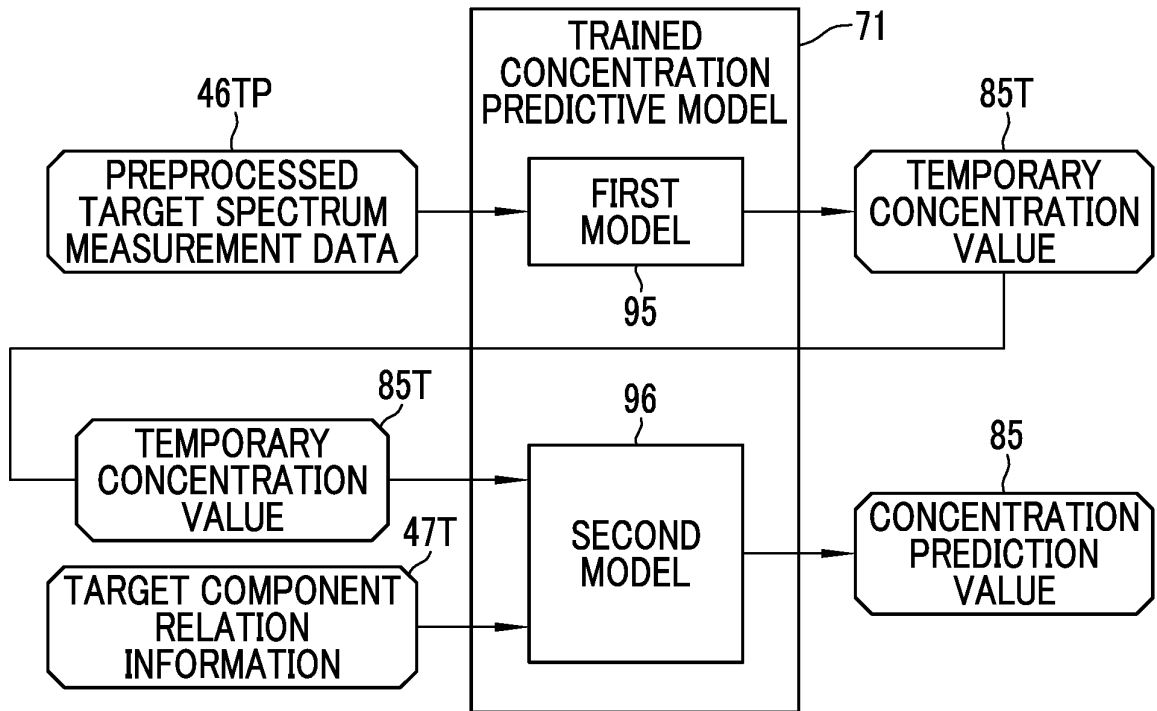 TRAINED
CONCENTRATION
PREDICTIVE MODEL
71
46TP
PREPROCESSED
TARGET SPECTRUM
MEASUREMENT DATA
FIRST
MODEL
95
85T
TEMPORARY
CONCENTRATION
VALUE
85T
TEMPORARY
CONCENTRATION
VALUE
47T
TARGET COMPONENT
RELATION
INFORMATION
96
SECOND
MODEL
85
CONCENTRATION
PREDICTION
VALUE